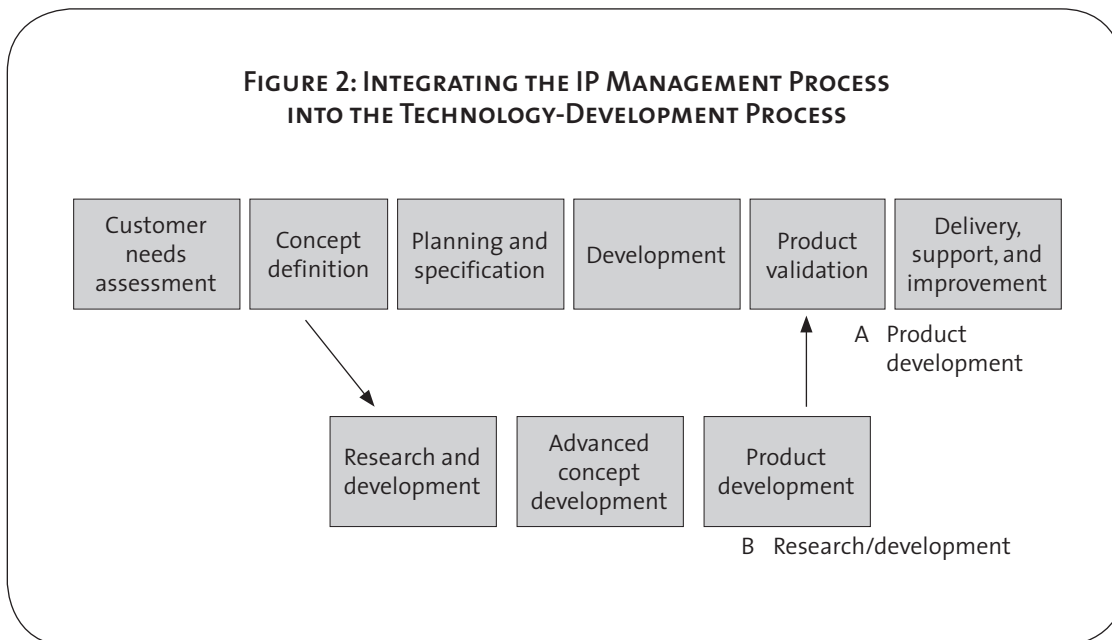 FIGURE 2: INTEGRATING THE IP MANAGEMENT PROCESS
INTO THE TECHNOLOGY-DEVELOPMENT PROCESS
Customer
needs
assessment
Concept
definition
Planning and
specification
Development
Product
validation
Delivery,
support, and
improvement
A Product
development
Research and
development
Advanced
concept
development
Product
development
B Research/development